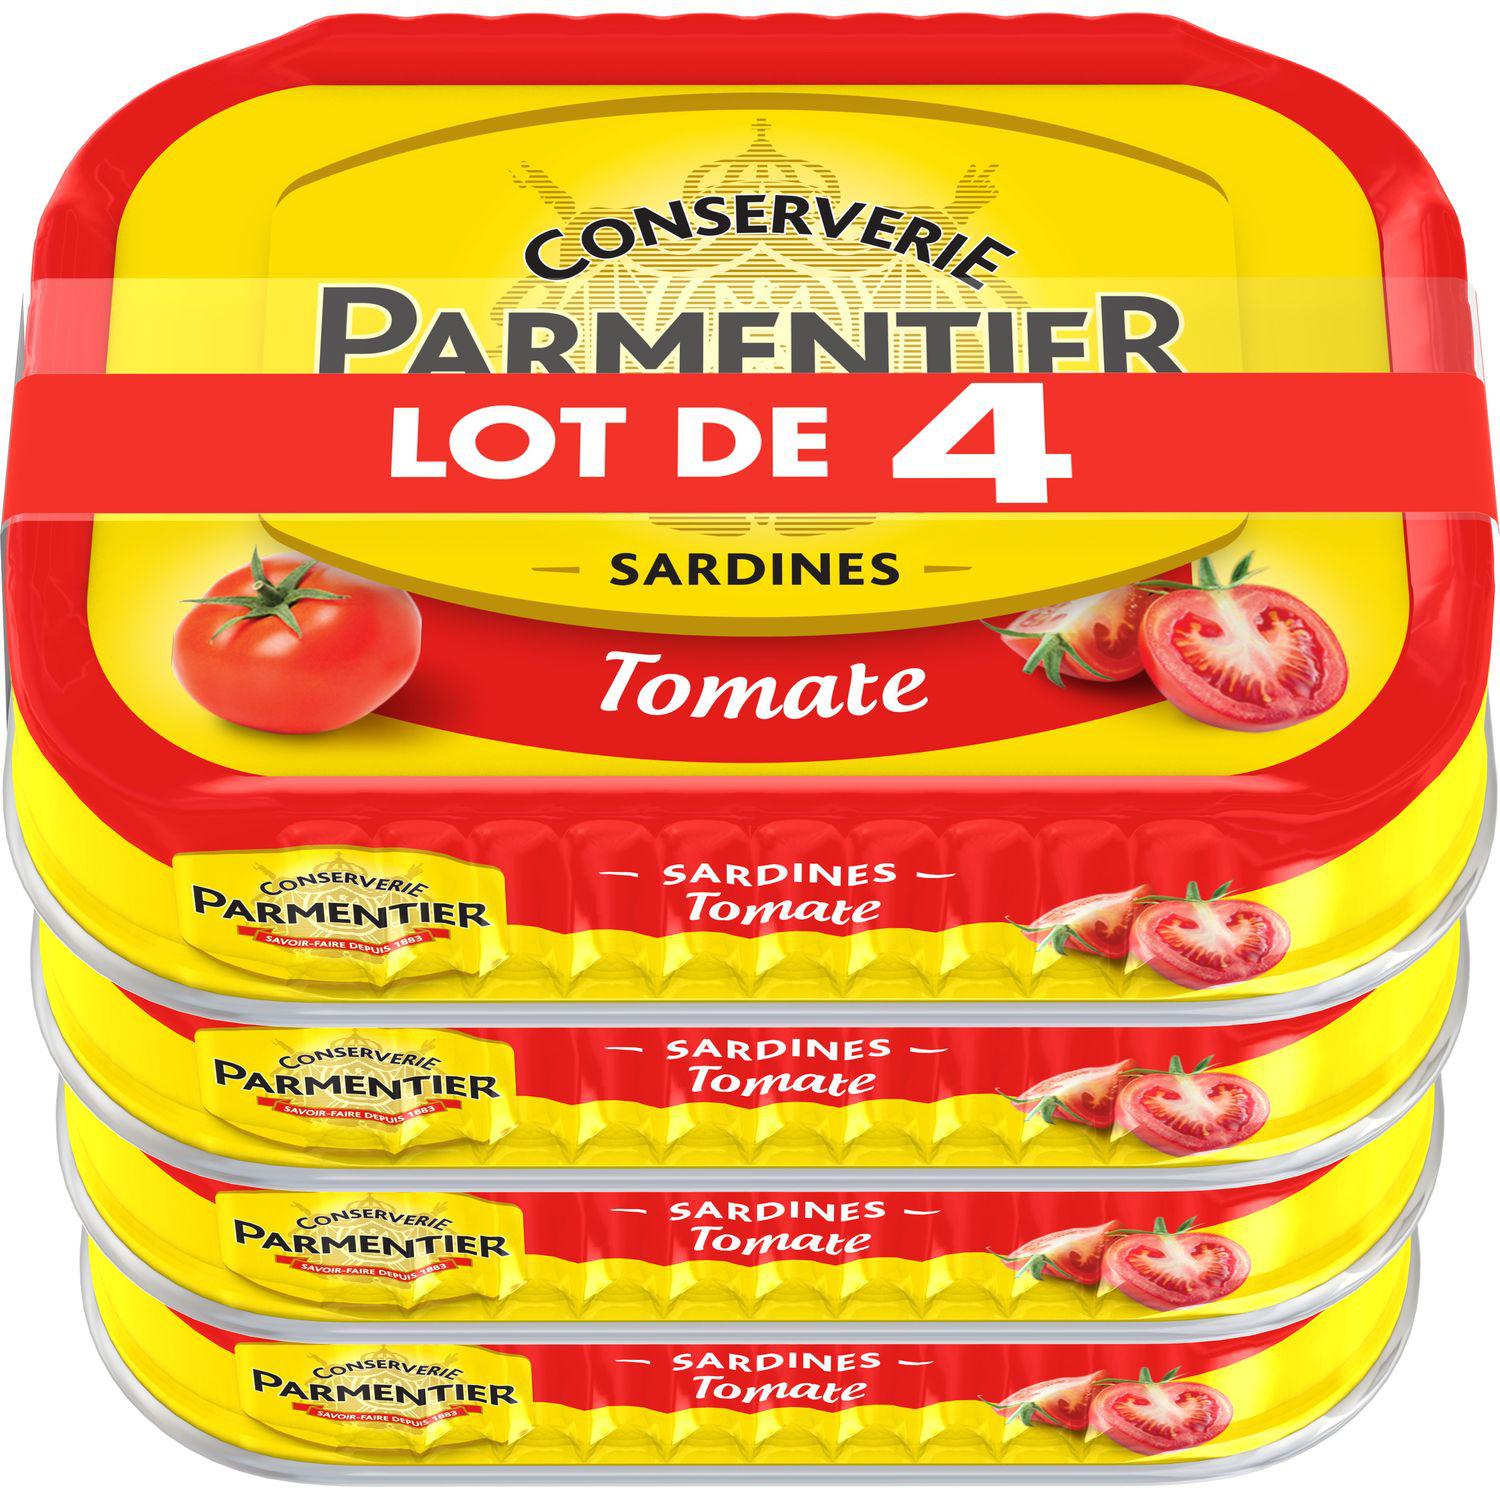 CONSERVERIE
PARMENTIER
LOT DE 4
SARDINES
Tomate
CONSERVERIE
PARMENTIER
SAVOIR-FAIRE DEPUIS 1883
SARDINES
Tomate
CONSERVERIE
PARMENTIER
SAVOIR-FAIRE DEPUIS 1883
SARDINES
Tomate
CONSERVERIE
PARMENTIER
SAVOIR-FAIRE DEPUIS 1883
SARDINES
Tomate
CONSERVERIE
PARMENTIER
SAVOIR-FAIRE DEPUIS 1883
SARDINES
Tomate